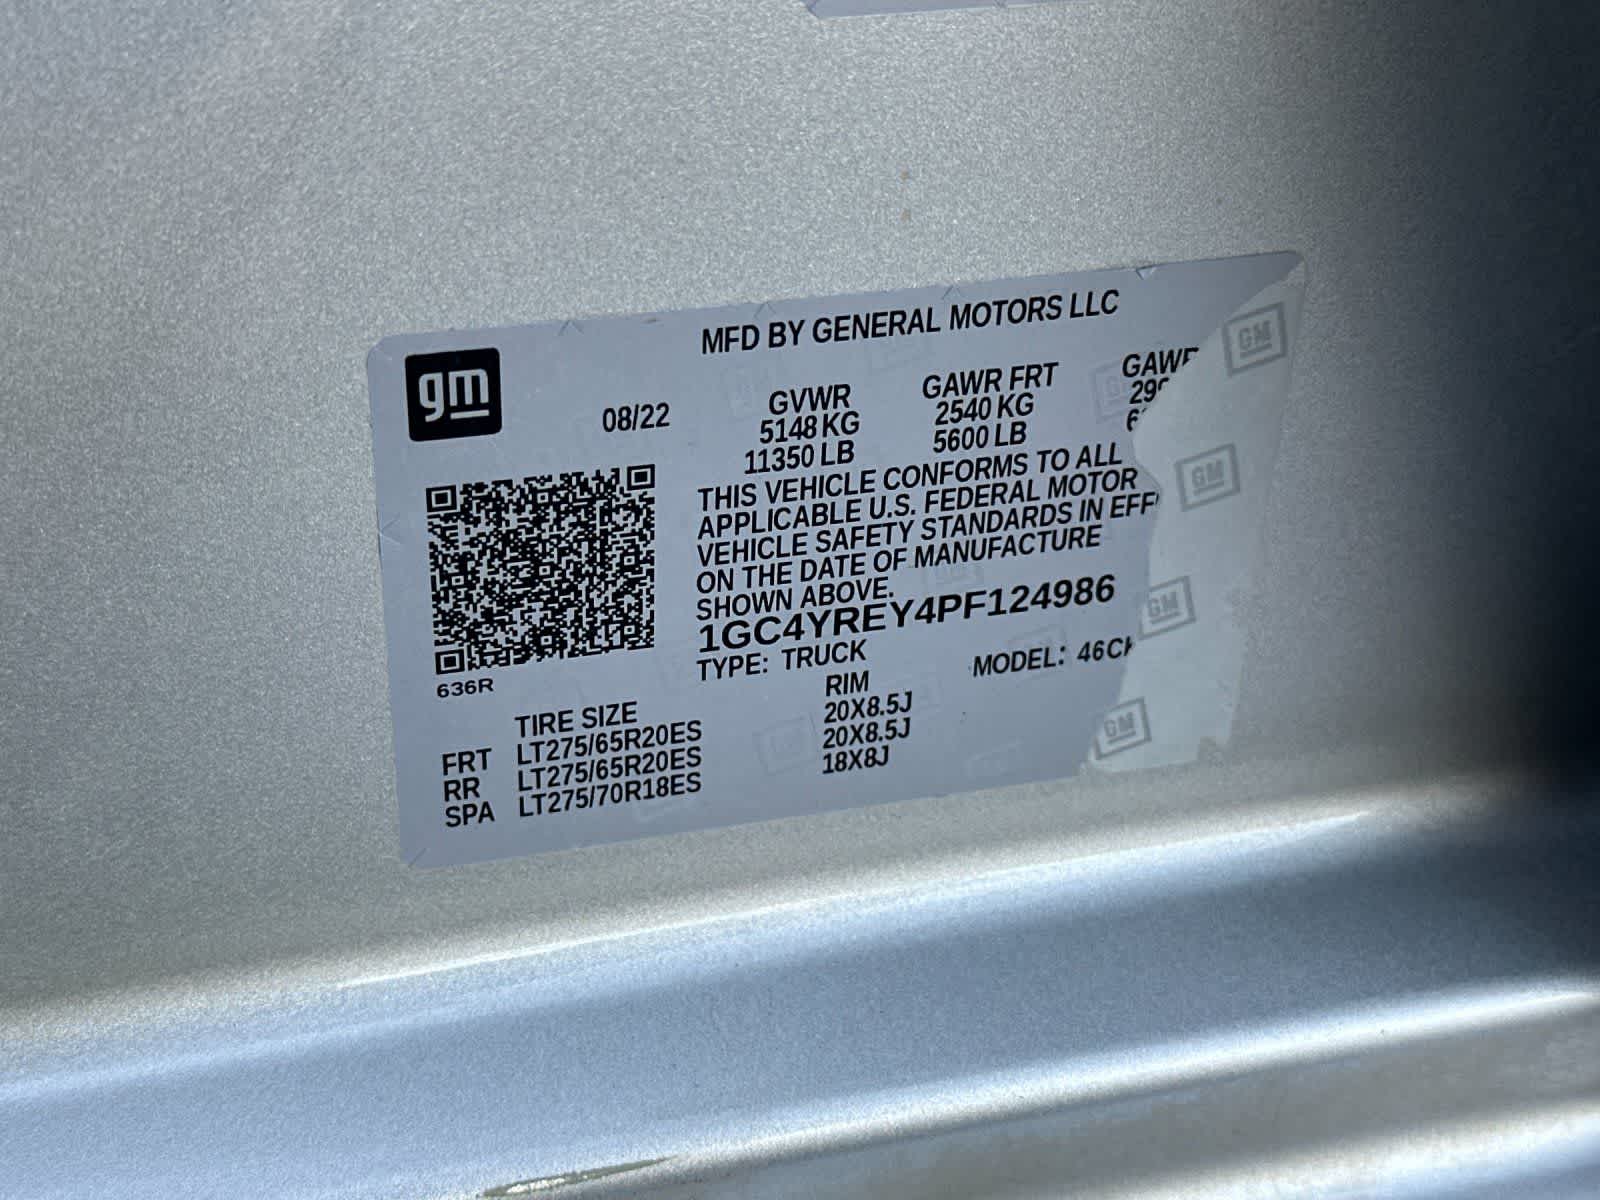 MFD BY GENERAL MOTORS LLC
gm
08/22
GVWR GAWR FRT
5148 KG 2540 KG
11350 LB 5600 LB
THIS VEHICLE CONFORMS TO ALL
APPLICABLE U.S. FEDERAL MOTOR
VEHICLE SAFETY STANDARDS IN
ON THE DATE OF MANUFACTURE
SHOWN ABOVE.
1GC4YREY4PF124986
TYPE: TRUCK MODEL:
636R
TIRE SIZE RIM
FRT LT275/65R20ES 20X8.5J
RR LT275/65R20ES 20X8.5J
SPA LT275/70R18ES 18X8J
GM
GM
GM
GM